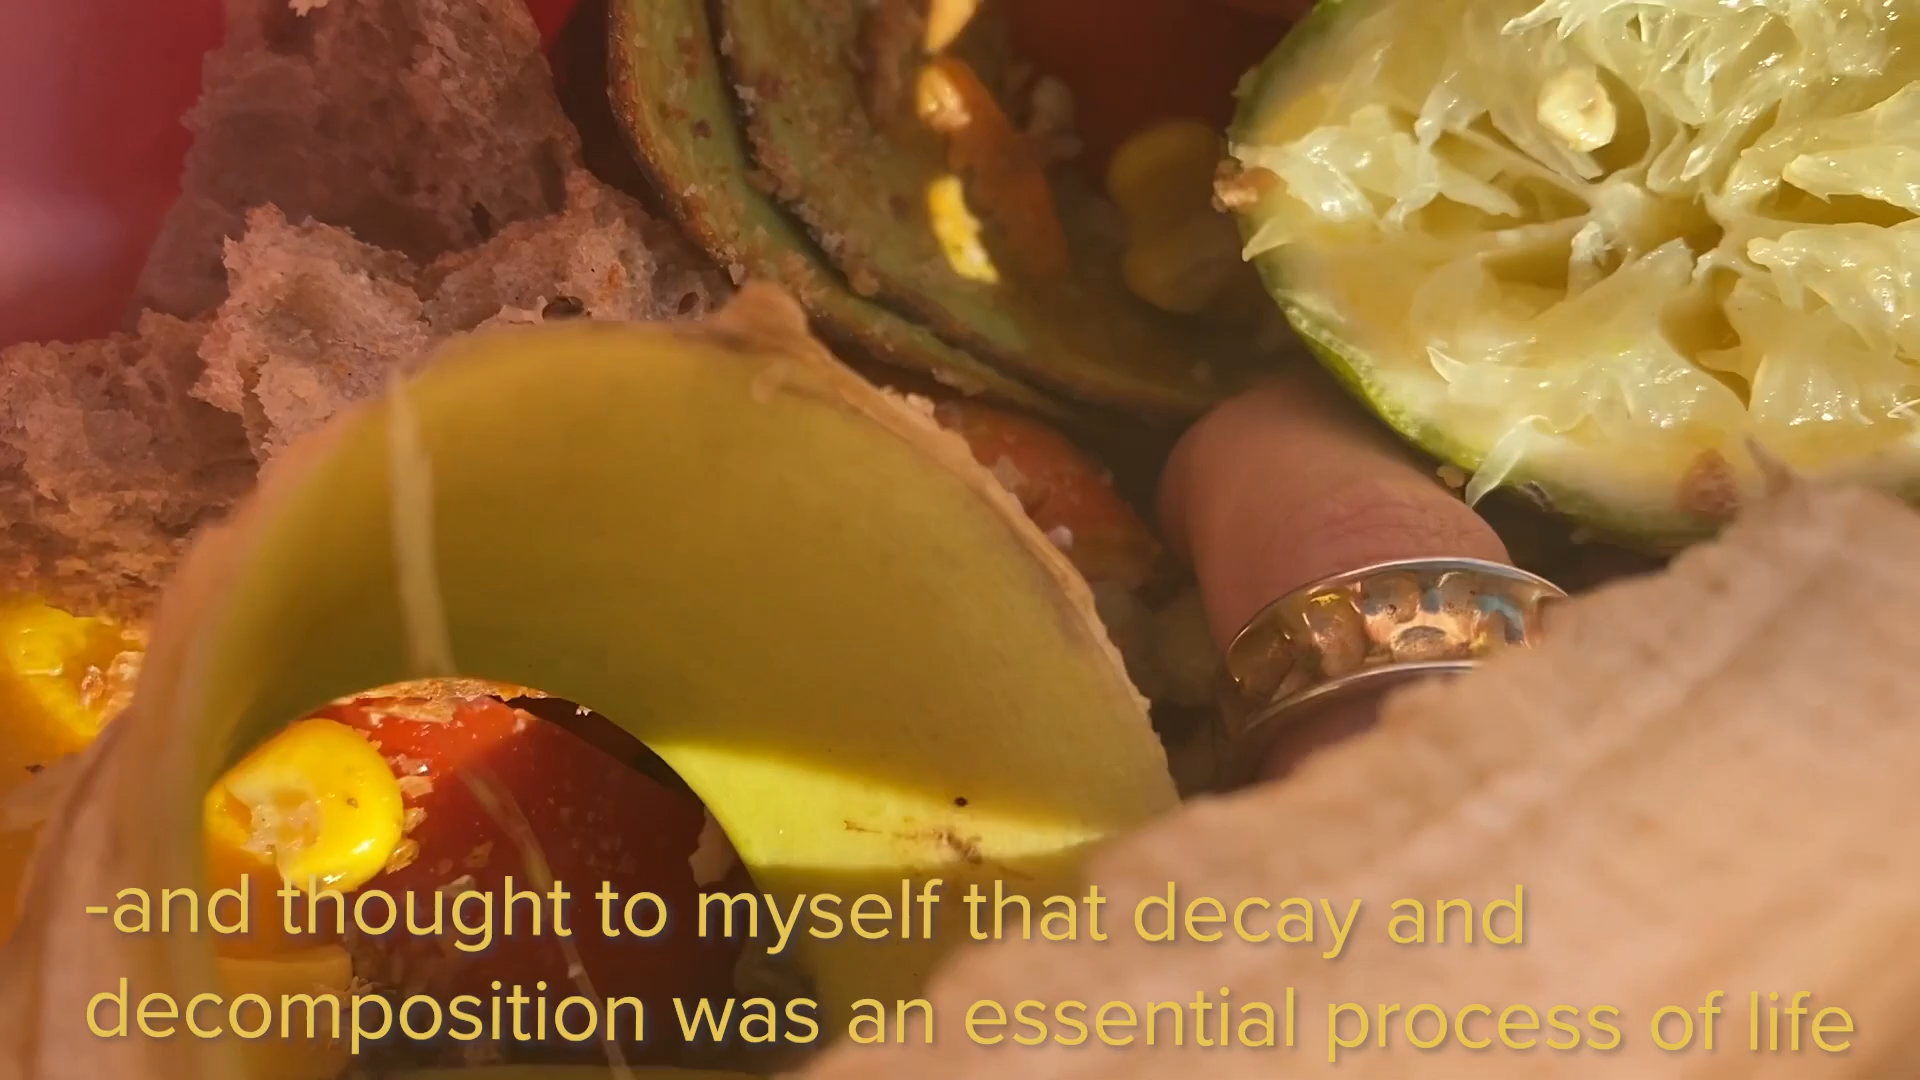 -and thought to myself that decay and
decomposition was an essential process of life